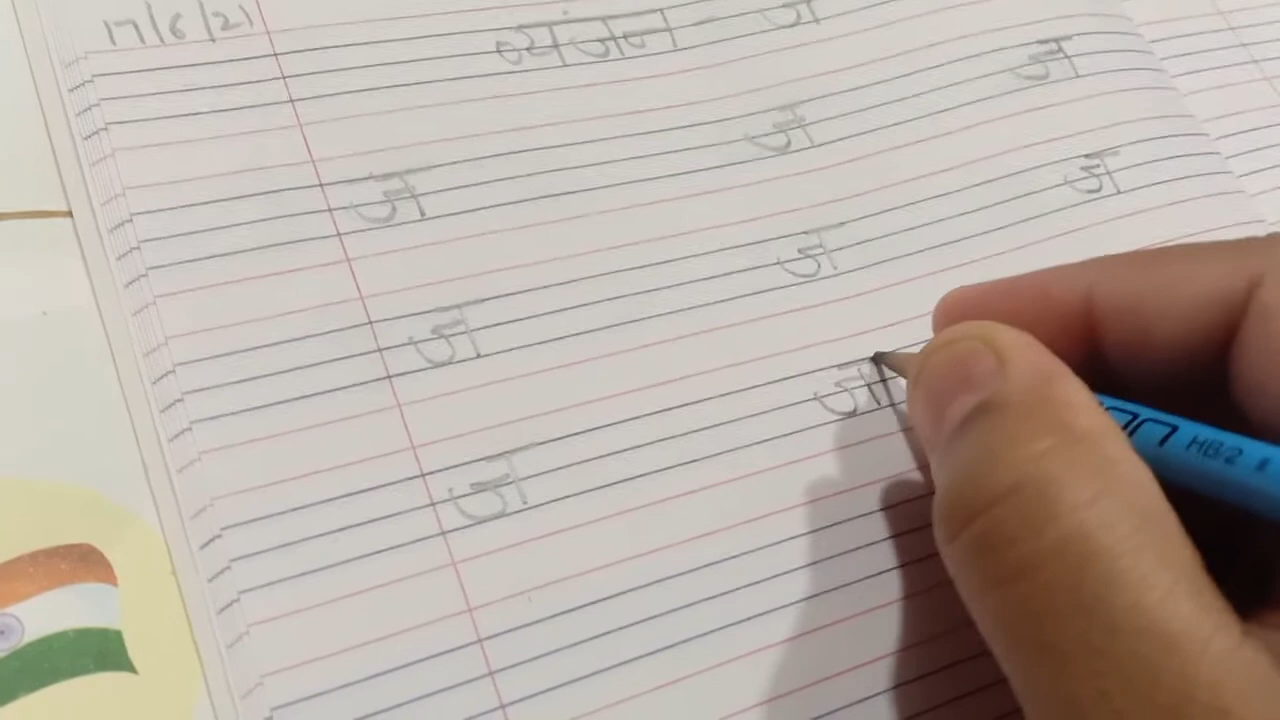 17/6/21
व्यंजन - ज
ज ज ज
ज ज ज
ज ज
HB/2